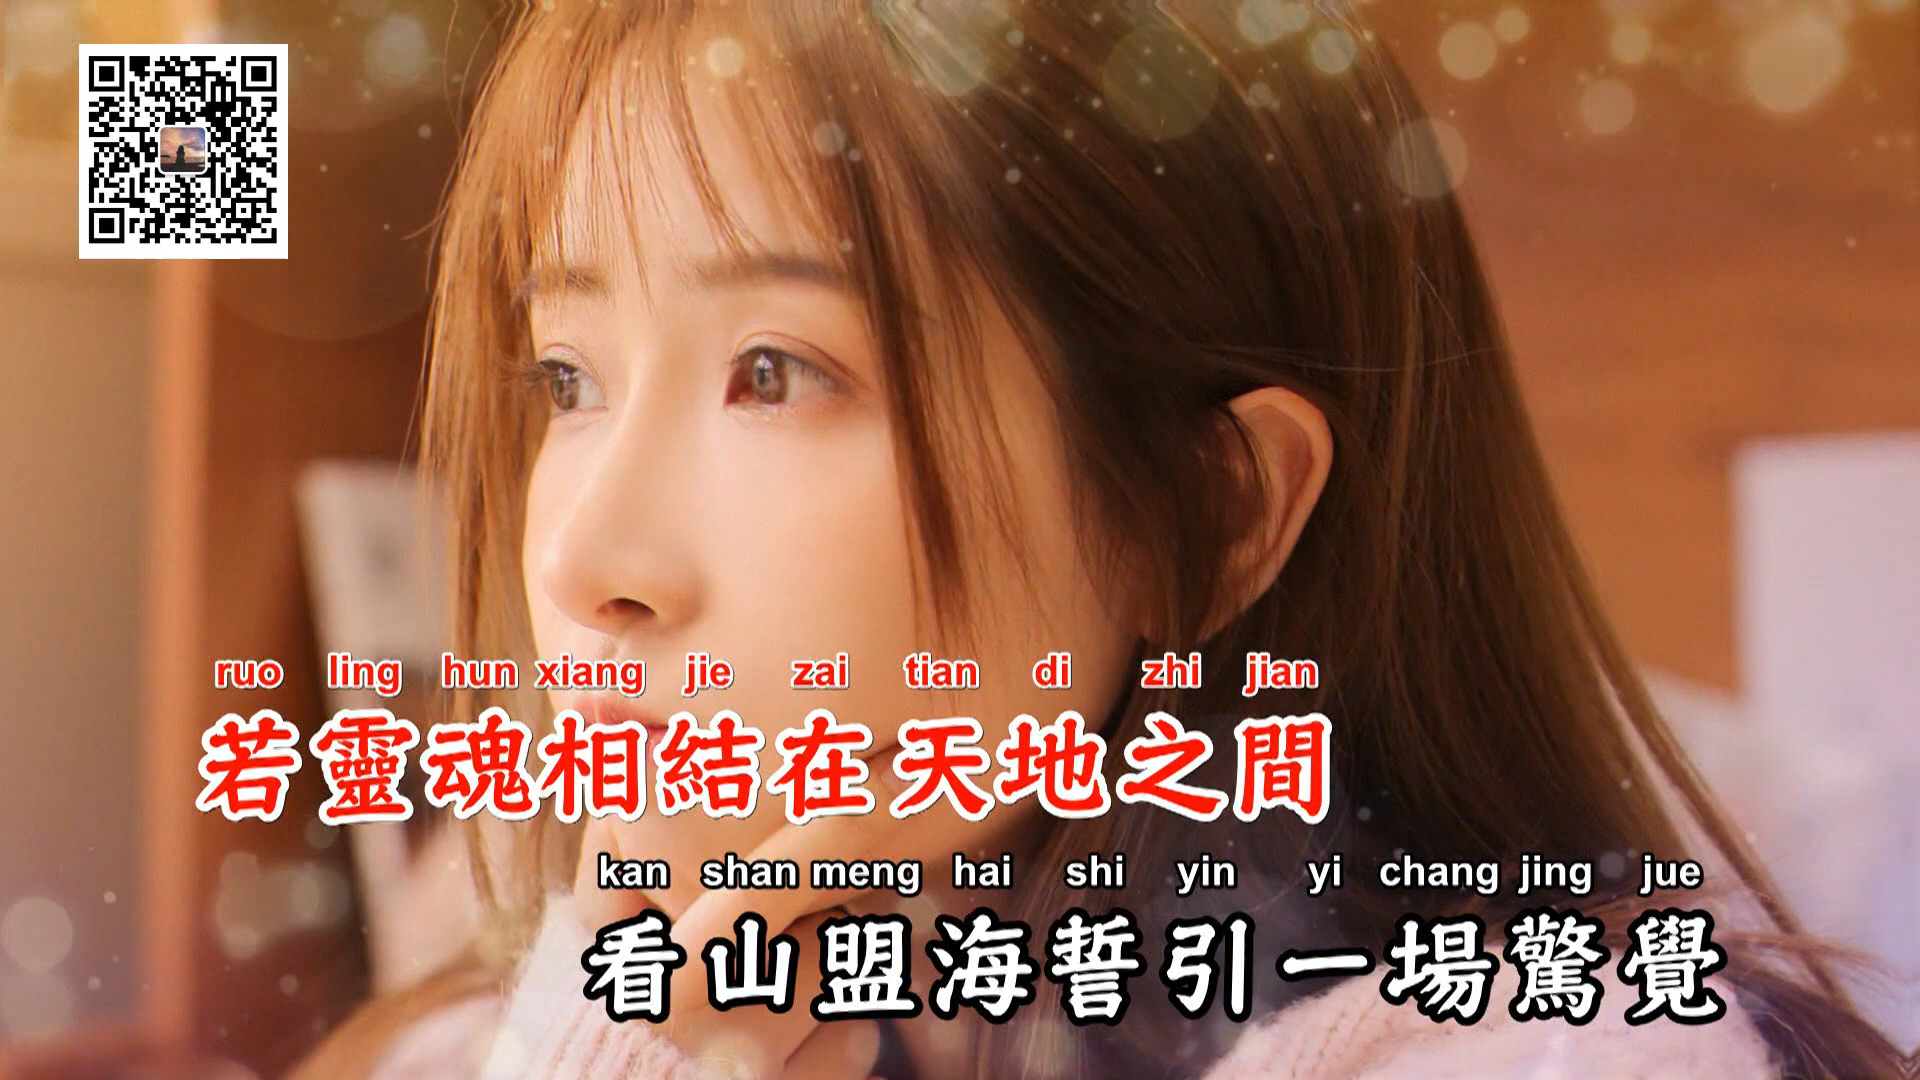 ruo ling hun xiang jie zai tian di zhi jian
若靈魂相結在天地之間
kan shan meng hai shi yin yi chang jing jue
看山盟海誓引一場驚覺